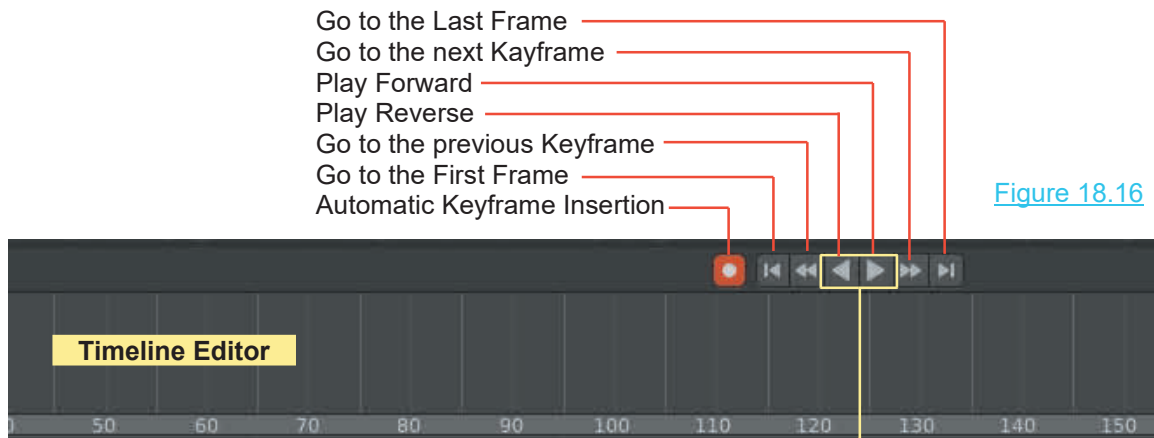 Go to the Last Frame
Go to the next Kayframe
Play Forward
Play Reverse
Go to the previous Keyframe
Go to the First Frame
Automatic Keyframe Insertion
Figure 18.16
Timeline Editor
50 60 70 80 90 100 110 120 130 140 150